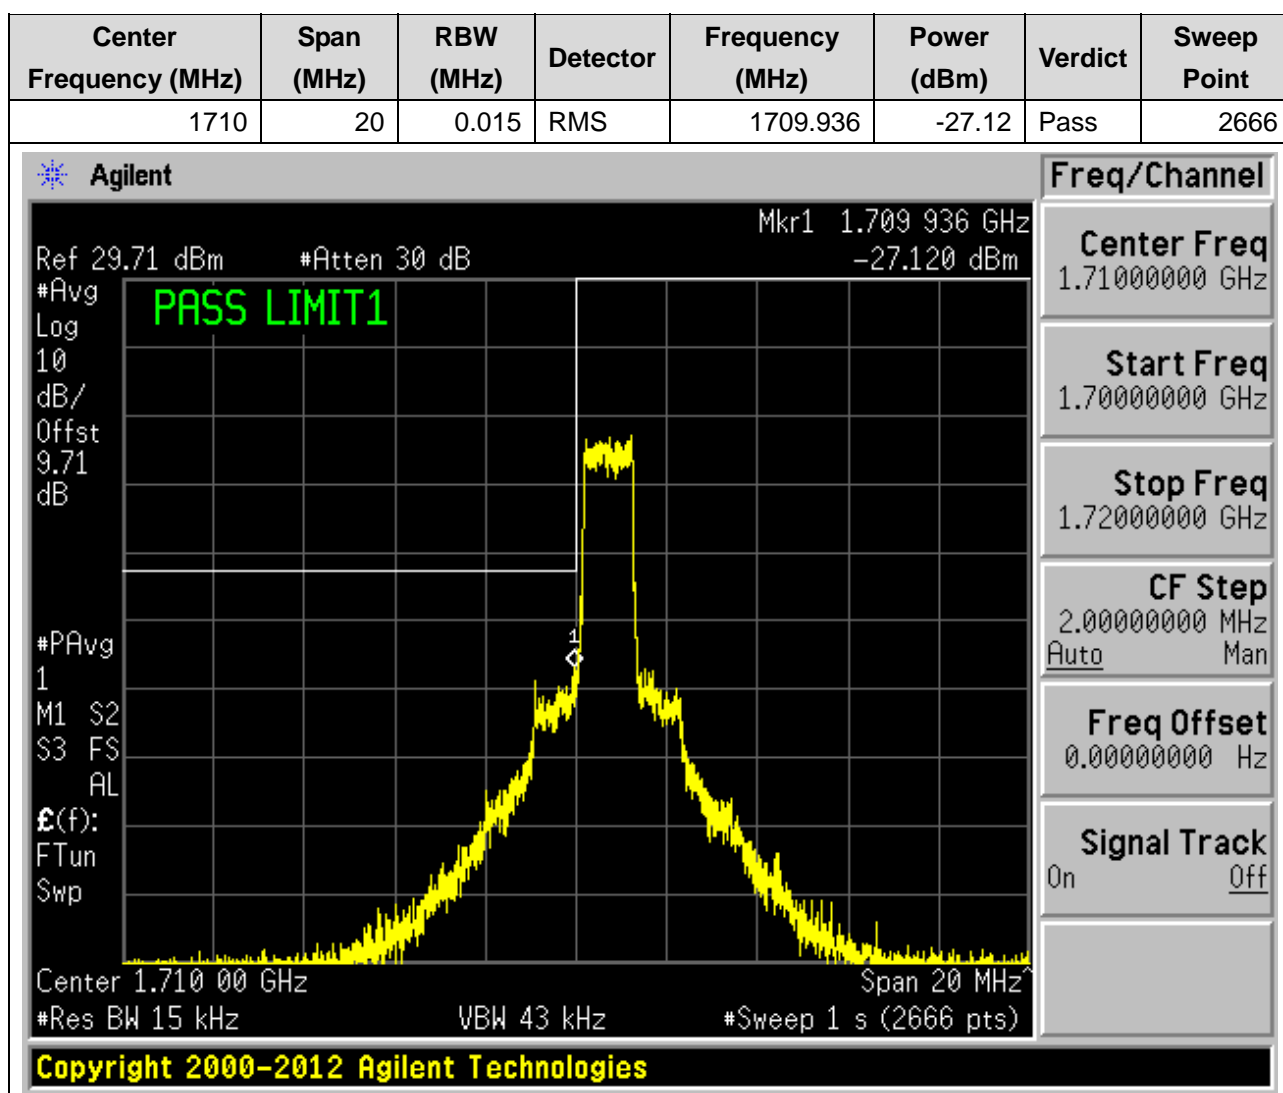 Center Frequency (MHz) Span (MHz) RBW (MHz) Detector Frequency (MHz) Power (dBm) Verdict Sweep Point
1710 20 0.015 RMS 1709.936 -27.12 Pass 2666
Agilent
Freq/Channel
Mkr1 1.709 936 GHz
Ref 29.71 dBm #Atten 30 dB -27.120 dBm
#Avg
Log
10
dB/
Offst
9.71
dB
PASS LIMIT1
1
#PAvg
1
M1 S2
S3 FS
AL
£(f):
FTun
Swp
Center 1.710 00 GHz Span 20 MHz^
#Res BW 15 kHz VBW 43 kHz #Sweep 1 s (2666 pts)
Center Freq
1.71000000 GHz
Start Freq
1.70000000 GHz
Stop Freq
1.72000000 GHz
CF Step
2.00000000 MHz
Auto Man
Freq Offset
0.00000000 Hz
Signal Track
On Off
Copyright 2000-2012 Agilent Technologies